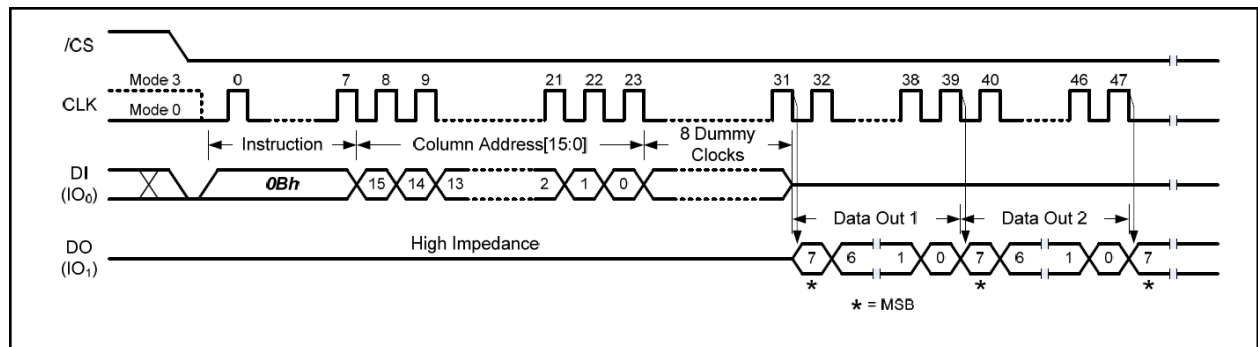 /CS
Mode 3 0 7 8 9 21 22 23 31 32 38 39 40 46 47
CLK Mode 0
Instruction Column Address[15:0] 8 Dummy Clocks
DI (IO0) 0Bh 15 14 13 2 1 0
Data Out 1 Data Out 2
DO (IO1) High Impedance 7 6 1 0 7 6 1 0 7
* * *
* = MSB